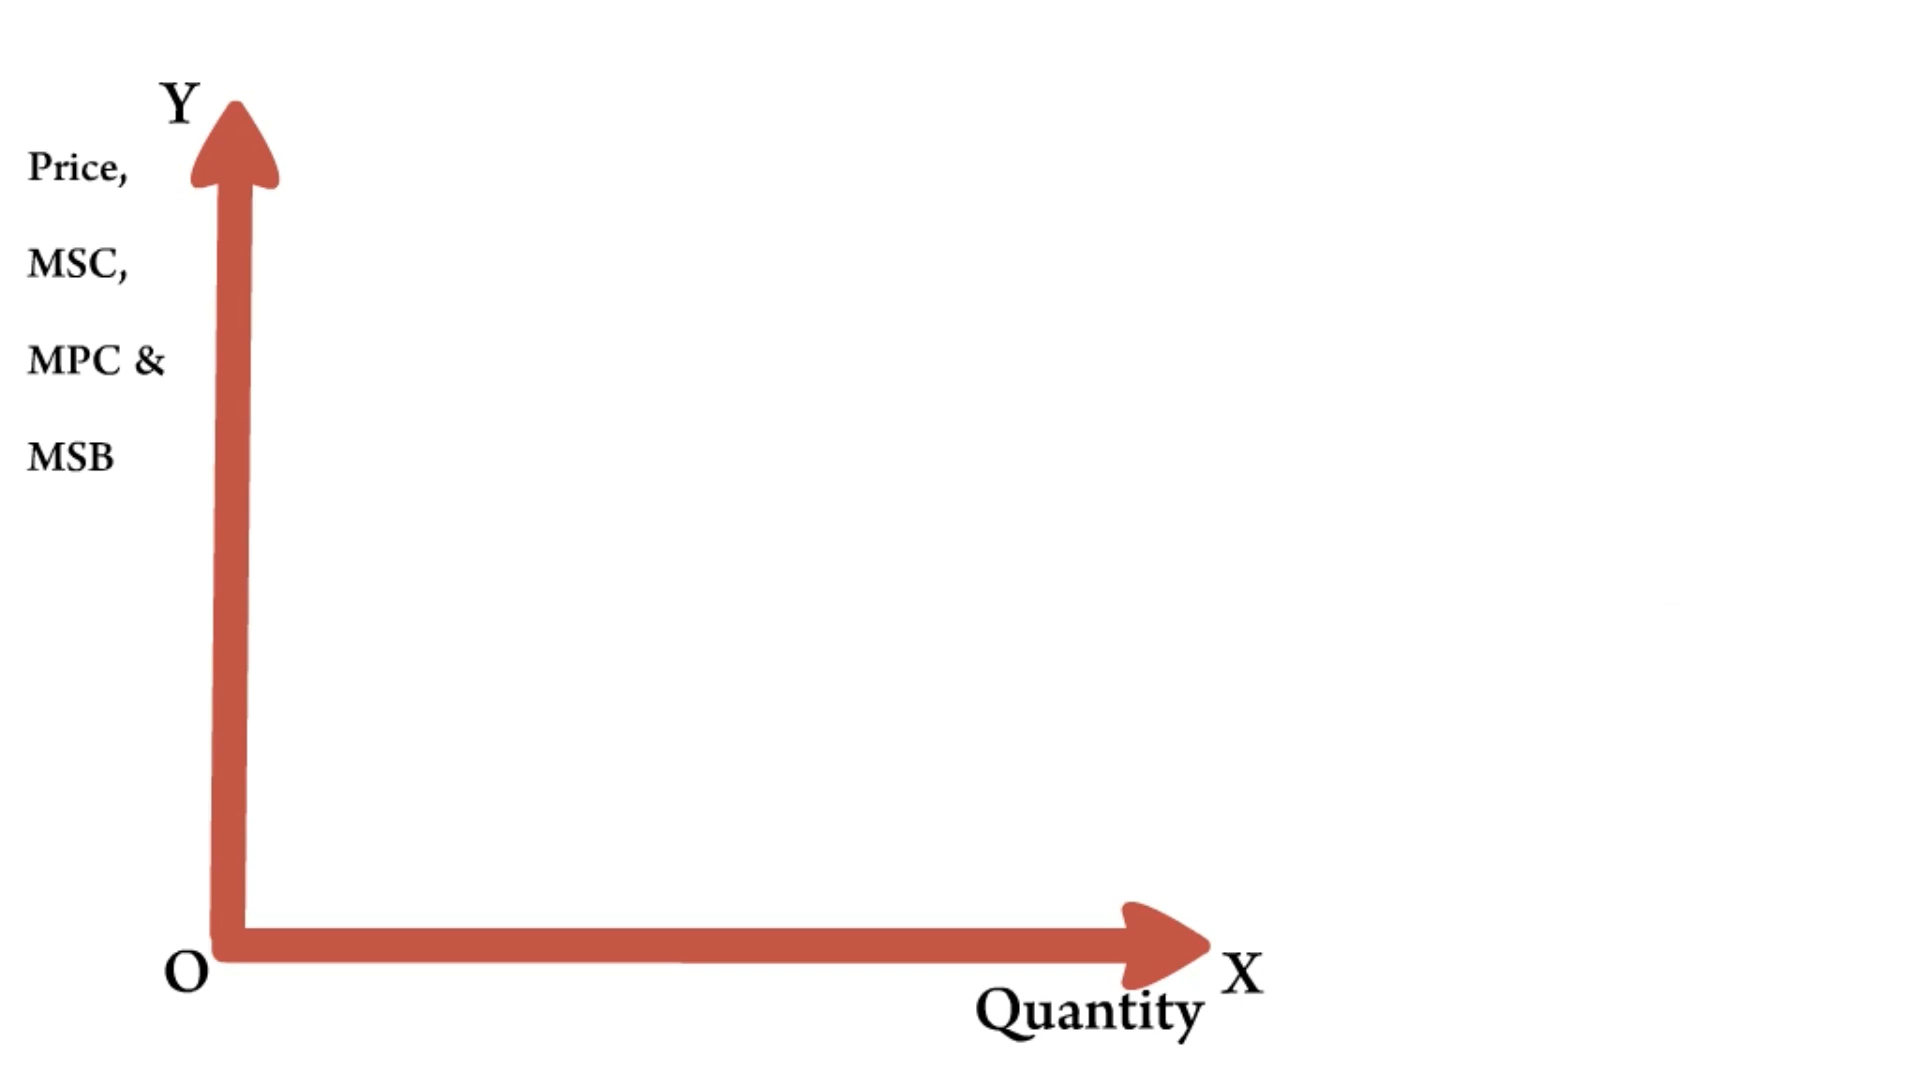 Y
Price,
MSC,
MPC &
MSB
O
X
Quantity